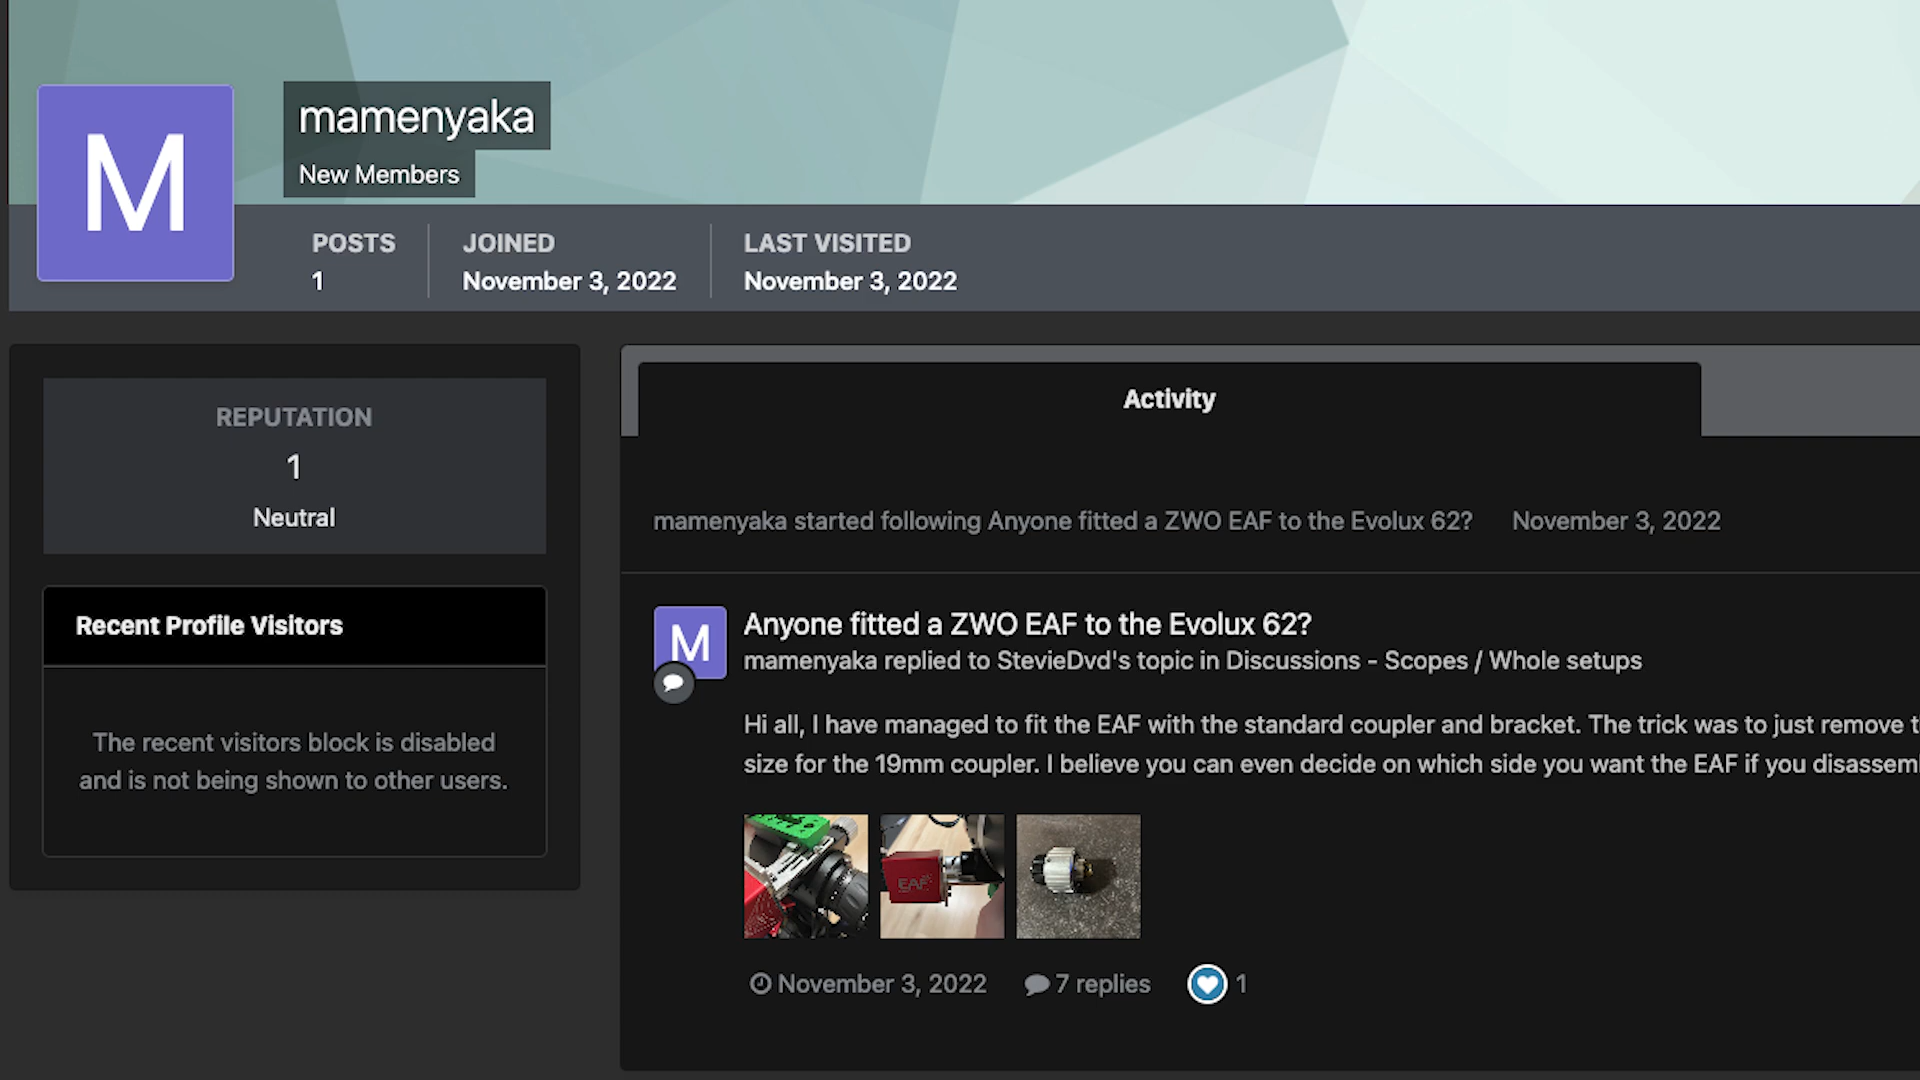 M
mamenyaka
New Members
POSTS
1
JOINED
November 3, 2022
LAST VISITED
November 3, 2022
REPUTATION
1
Neutral
Recent Profile Visitors
The recent visitors block is disabled
and is not being shown to other users.
Activity
mamenyaka started following Anyone fitted a ZWO EAF to the Evolux 62? November 3, 2022
M
Anyone fitted a ZWO EAF to the Evolux 62?
mamenyaka replied to StevieDvd's topic in Discussions - Scopes / Whole setups
Hi all, I have managed to fit the EAF with the standard coupler and bracket. The trick was to just remove t
size for the 19mm coupler. I believe you can even decide on which side you want the EAF if you disassem
EAF
November 3, 2022 7 replies 1